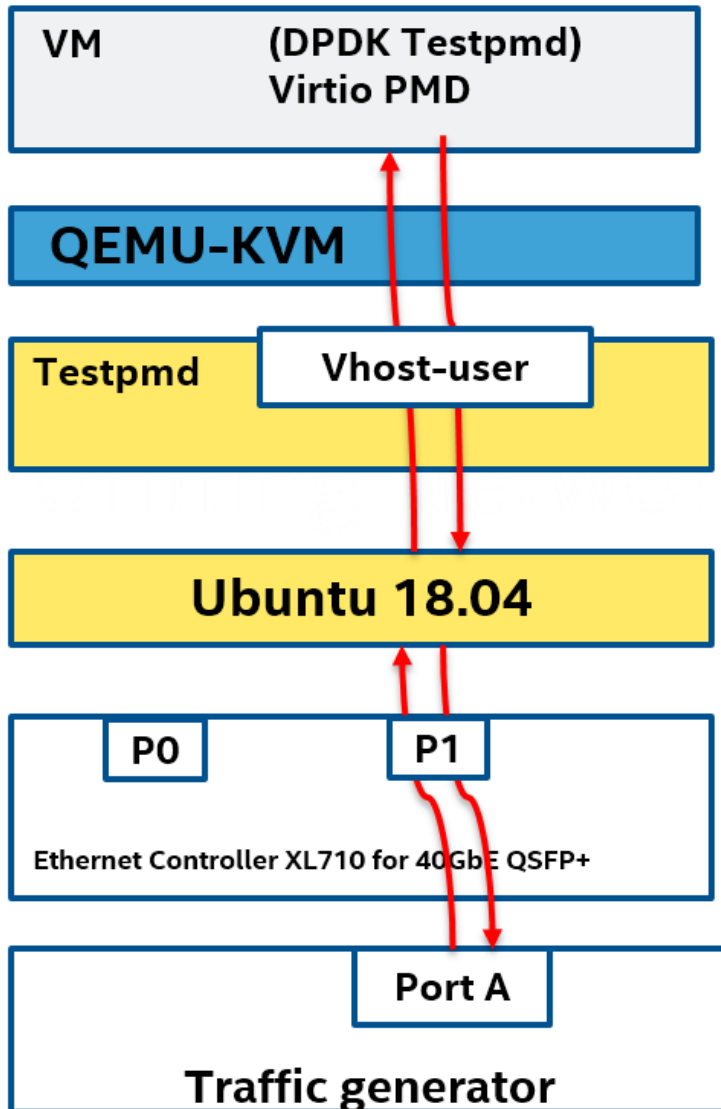 VM (DPDK Testpmd)
Virtio PMD
QEMU-KVM
Vhost-user
Testpmd
Ubuntu 18.04
P0 P1
Ethernet Controller XL710 for 40GbE QSFP+
Port A
Traffic generator